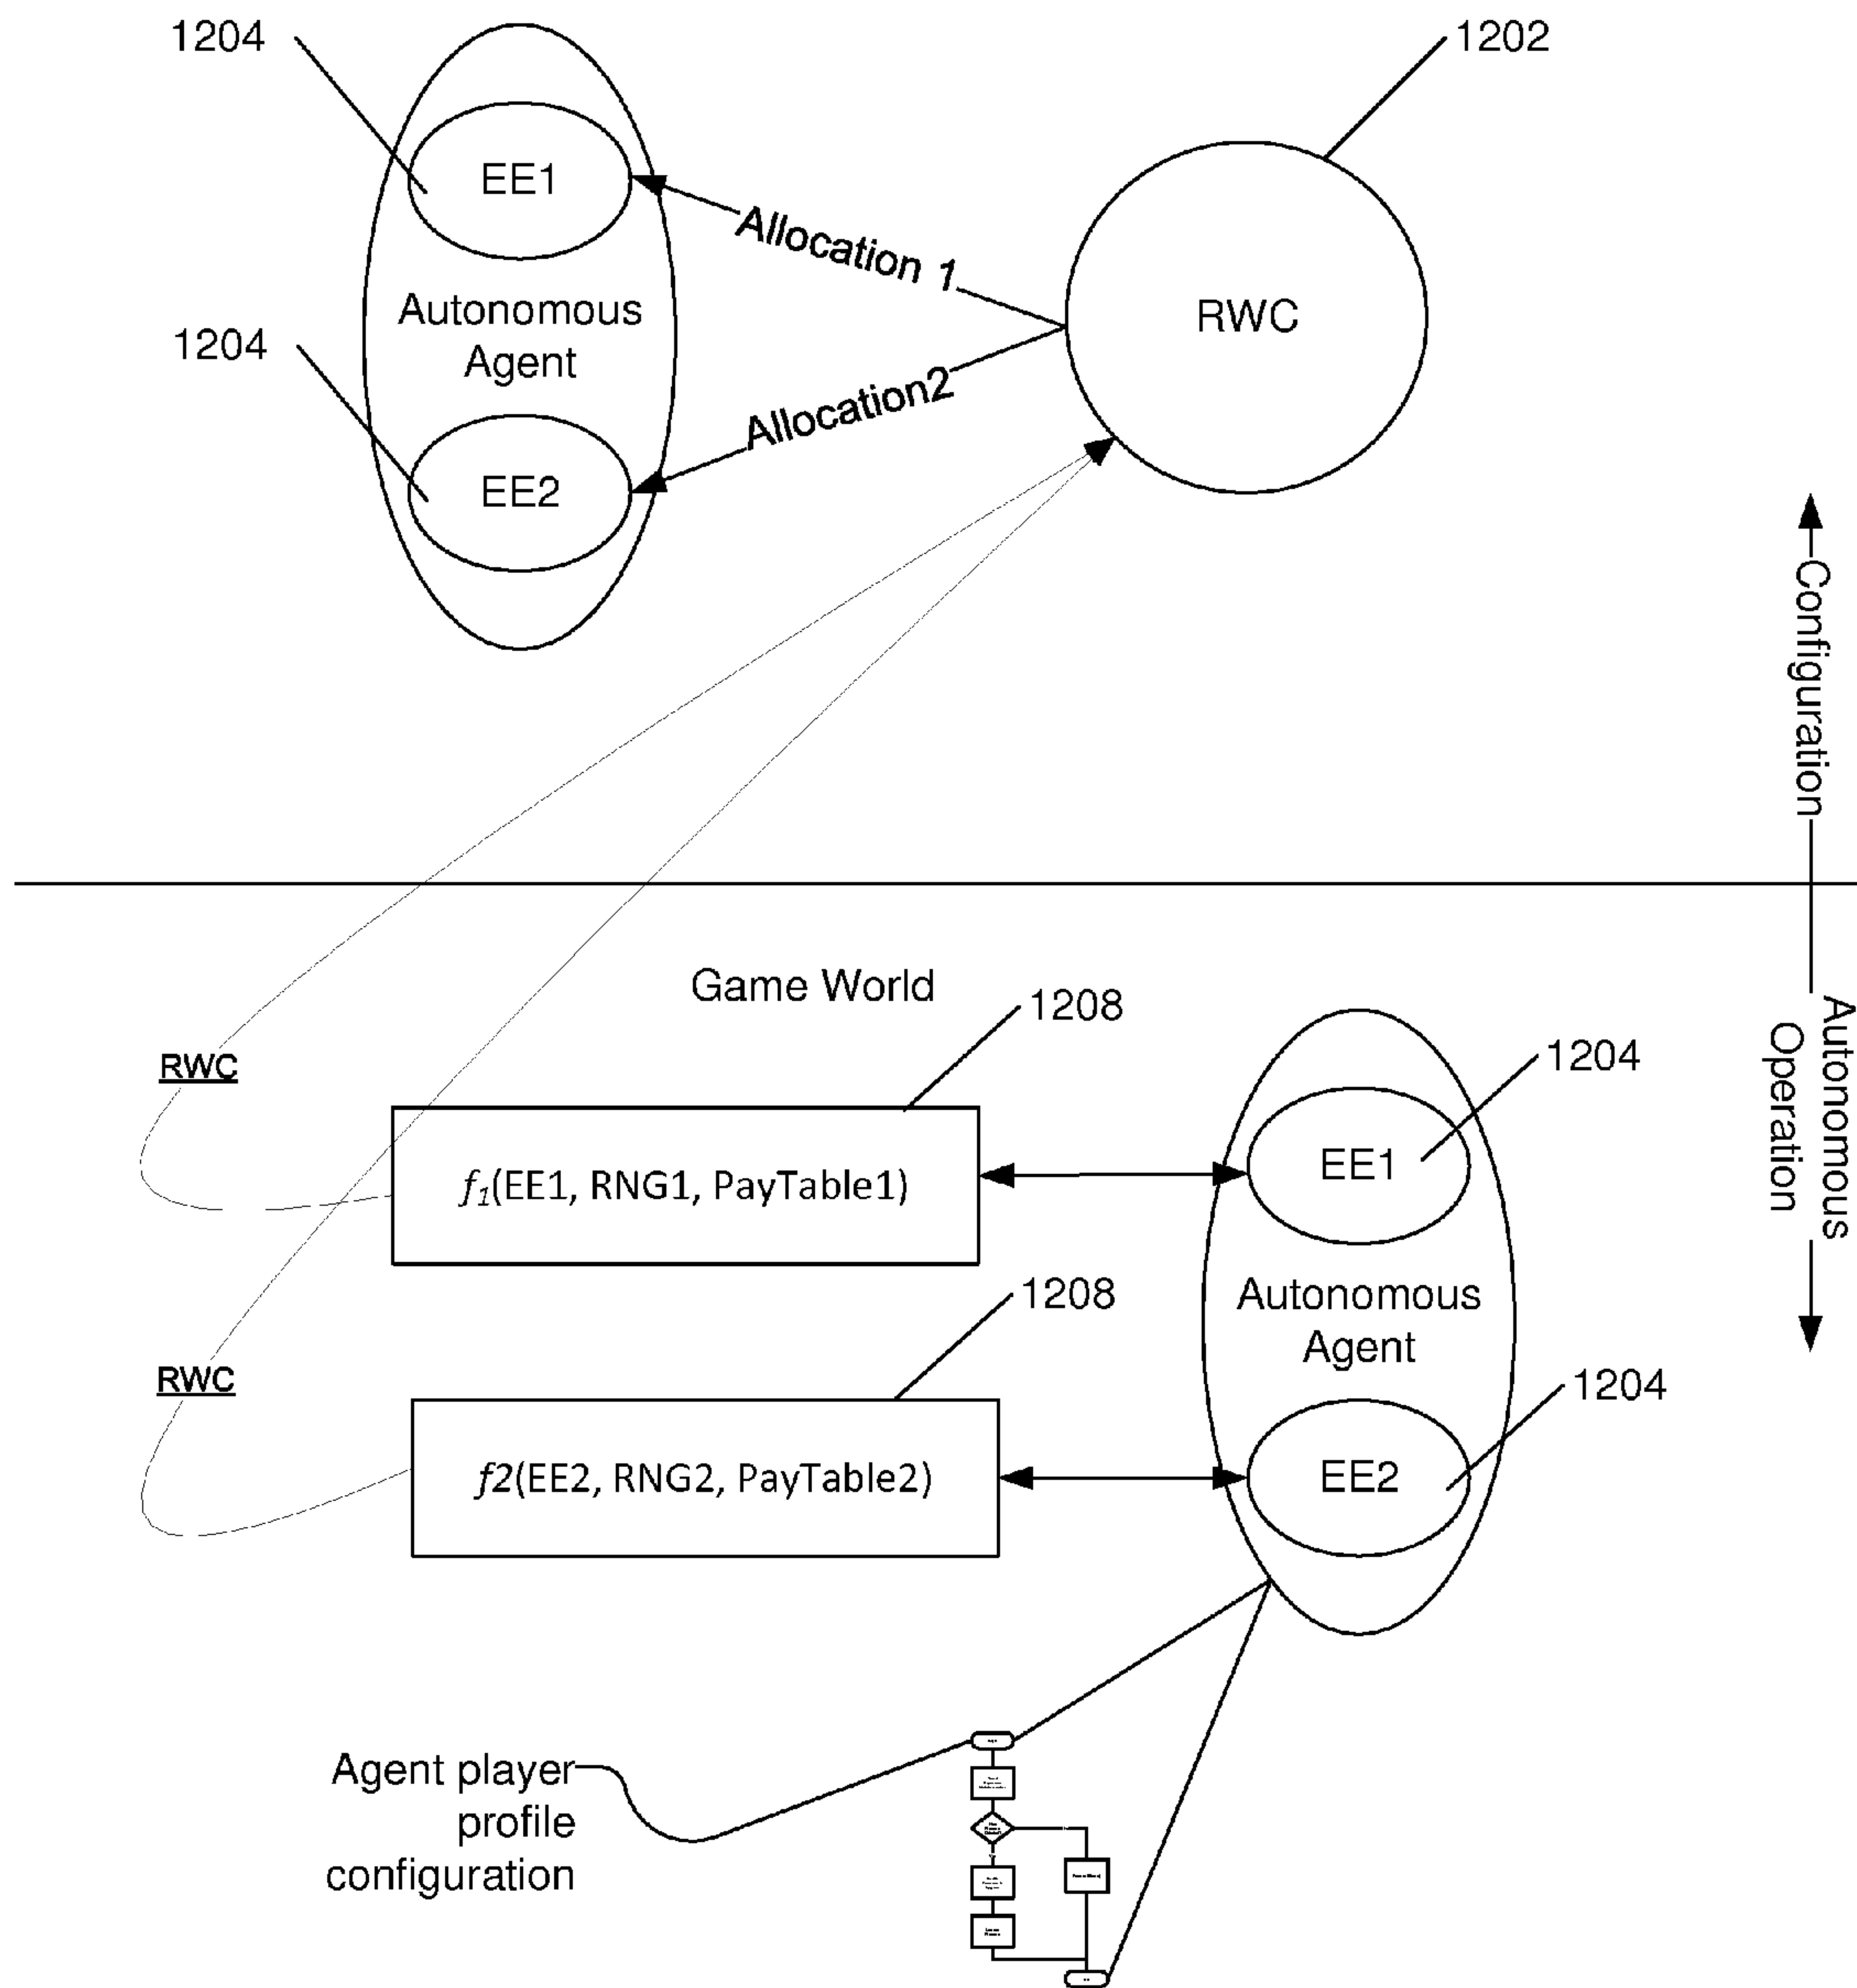 1204
1202
EE1
Allocation 1
Autonomous
Agent
RWC
1204
Allocation2
EE2
Configuration
Game World
1208
Autonomous
Operation
1204
RWC
EE1
f1(EE1, RNG1, PayTable1)
1208
Autonomous
Agent
RWC
1204
f2(EE2, RNG2, PayTable2)
EE2
Agent player
profile
configuration